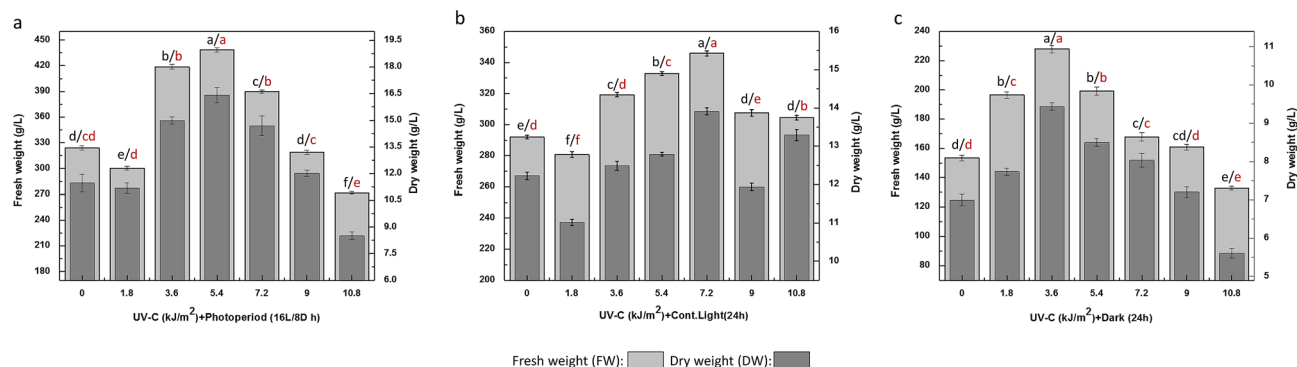 a
Fresh weight (g/L)
450
420
390
360
330
300
270
240
210
180
d/cd
e/d
b/b
a/a
c/b
d/c
f/e
19.5
18.0
16.5
15.0
13.5
12.0
10.5
9.0
7.5
6.0
Dry weight (g/L)
0 1.8 3.6 5.4 7.2 9 10.8
UV-C (kJ/m2)+Photoperiod (16L/8D h)
b
Fresh weight (g/L)
360
340
320
300
280
260
240
220
200
e/d
f/f
c/d
b/c
a/a
d/e
d/b
16
15
14
13
12
11
10
Dry weight (g/L)
0 1.8 3.6 5.4 7.2 9 10.8
UV-C (kJ/m2)+Cont.Light(24h)
c
Fresh weight (g/L)
240
220
200
180
160
140
120
100
80
d/d
b/c
a/a
b/b
c/c
cd/d
e/e
11
10
9
8
7
6
5
Dry weight (g/L)
0 1.8 3.6 5.4 7.2 9 10.8
UV-C (kJ/m2)+Dark (24h)
Fresh weight (FW): Dry weight (DW):